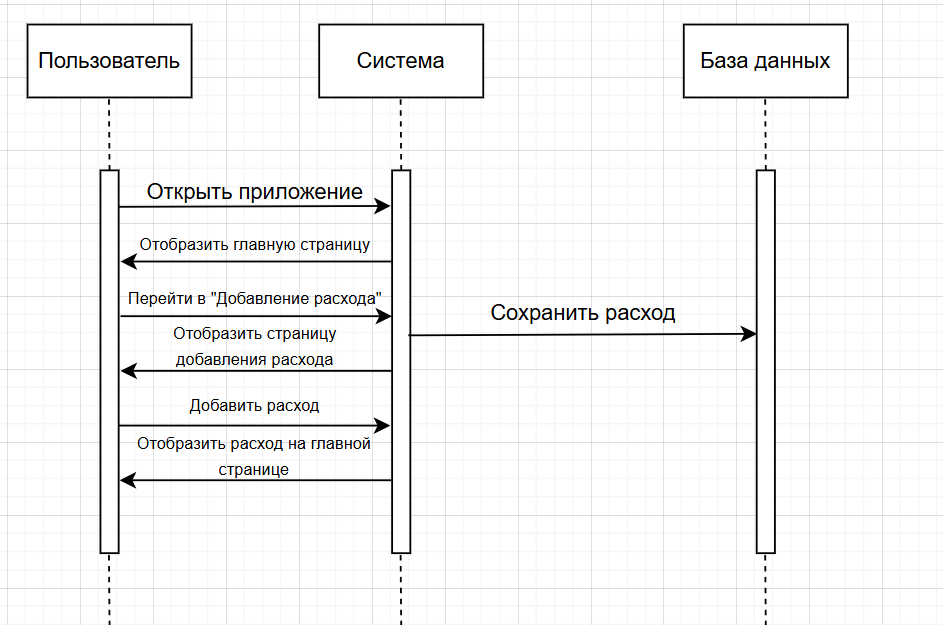 Пользователь
Система
База данных
Открыть приложение
Отобразить главную страницу
Перейти в "Добавление расхода"
Сохранить расход
Отобразить страницу
добавления расхода
Добавить расход
Отобразить расход на главной
странице